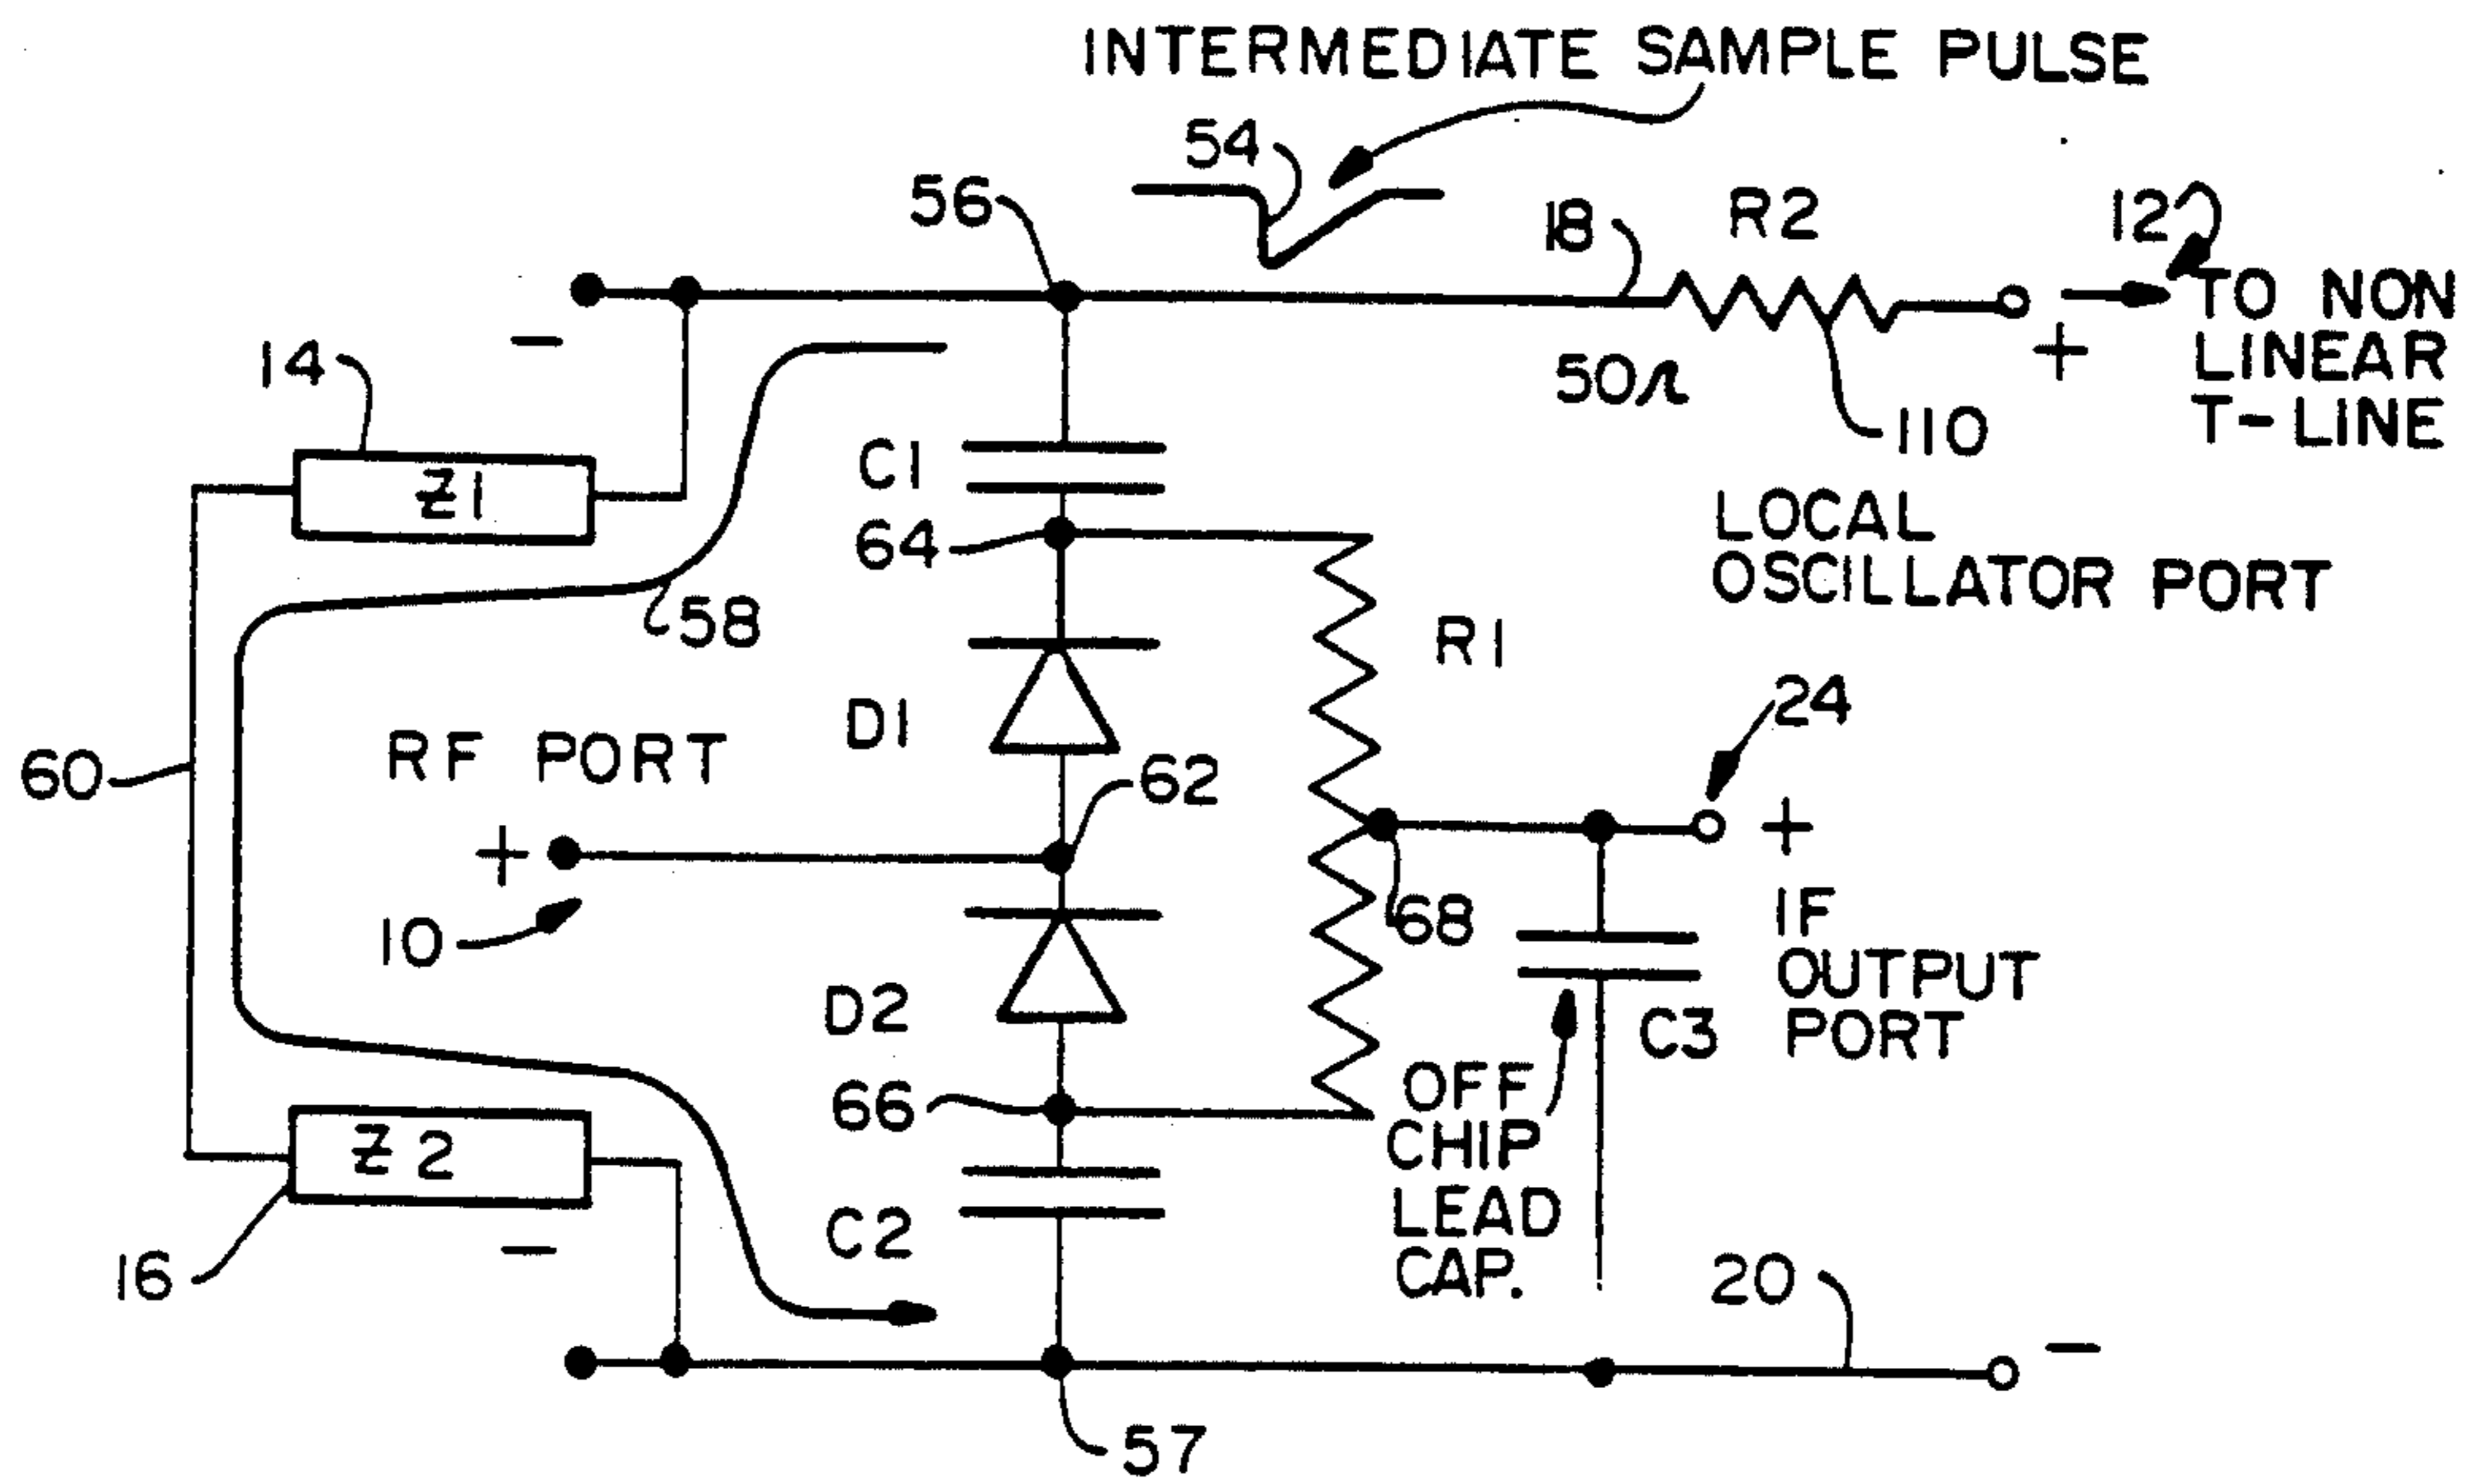 INTERMEDIATE SAMPLE PULSE
54
56
18
R2
12
TO NON
LINEAR
T-LINE
+
-
14
50Ω
110
C1
Z1
64
LOCAL
OSCILLATOR PORT
58
R1
D1
24
RF PORT
60
62
+
+
10
68
IF
OUTPUT
PORT
D2
C3
66
OFF
CHIP
LEAD
CAP.
Z2
C2
-
16
20
-
57